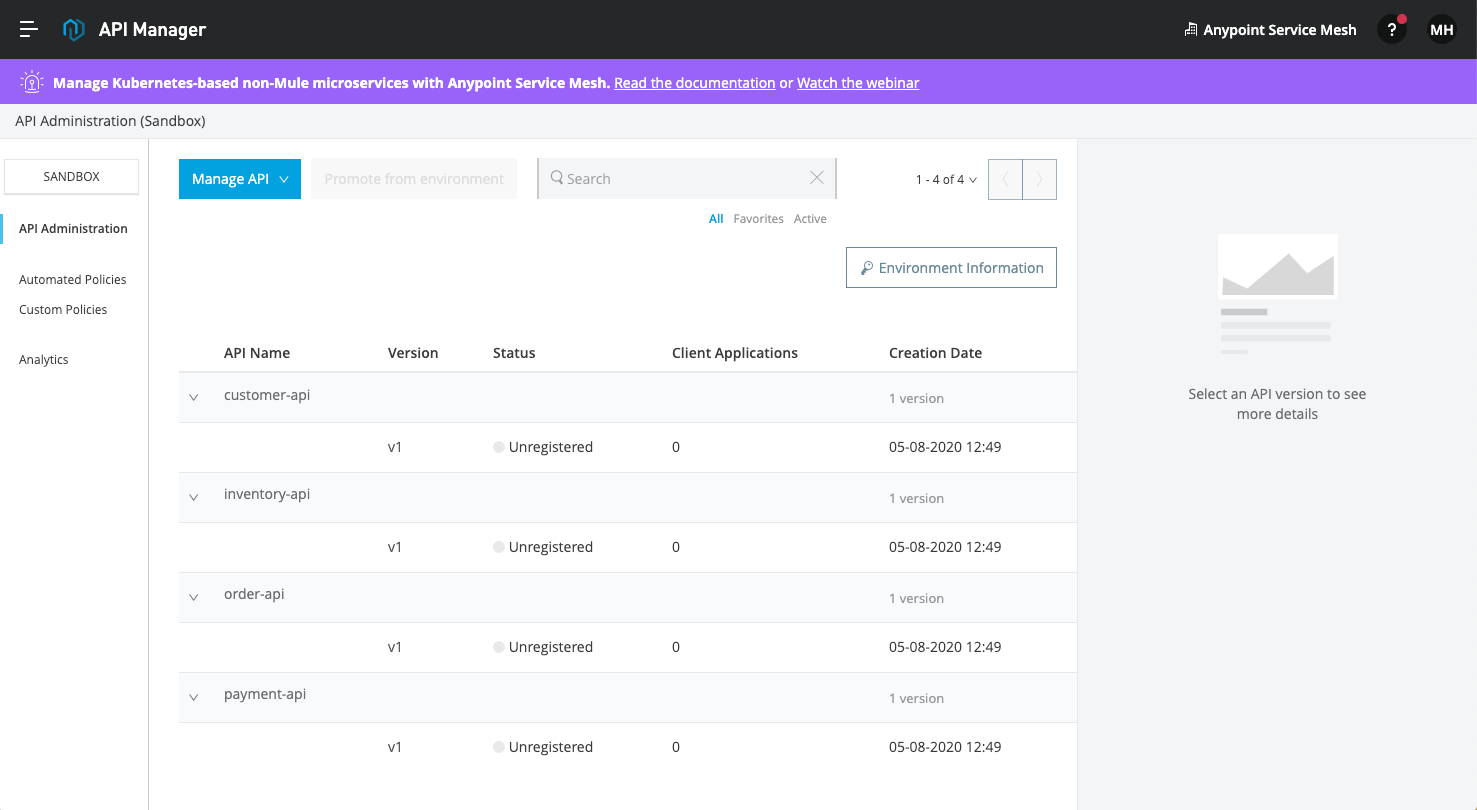 API Manager
Anypoint Service Mesh
?
MH
Manage Kubernetes-based non-Mule microservices with Anypoint Service Mesh. Read the documentation or Watch the webinar
API Administration (Sandbox)
SANDBOX
API Administration
Automated Policies
Custom Policies
Analytics
Manage API
Promote from environment
Search
1 - 4 of 4
All Favorites Active
Environment Information
API Name Version Status Client Applications Creation Date
customer-api 1 version
v1 Unregistered 0 05-08-2020 12:49
inventory-api 1 version
v1 Unregistered 0 05-08-2020 12:49
order-api 1 version
v1 Unregistered 0 05-08-2020 12:49
payment-api 1 version
v1 Unregistered 0 05-08-2020 12:49
Select an API version to see
more details